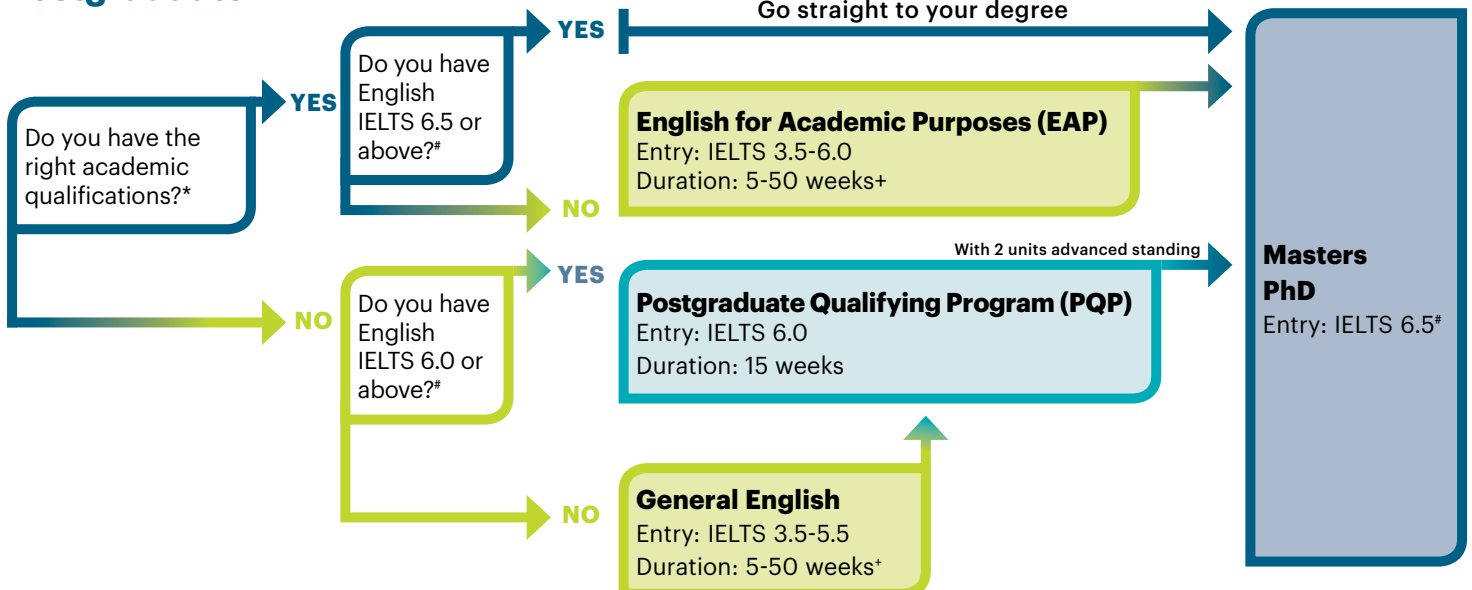 Go straight to your degree
Do you have the
right academic
qualifications?*
YES
Do you have
English
IELTS 6.5 or
above?#
YES
NO
English for Academic Purposes (EAP)
Entry: IELTS 3.5-6.0
Duration: 5-50 weeks+
NO
Do you have
English
IELTS 6.0 or
above?#
YES
With 2 units advanced standing
Postgraduate Qualifying Program (PQP)
Entry: IELTS 6.0
Duration: 15 weeks
NO
General English
Entry: IELTS 3.5-5.5
Duration: 5-50 weeks+
Masters
PhD
Entry: IELTS 6.5#